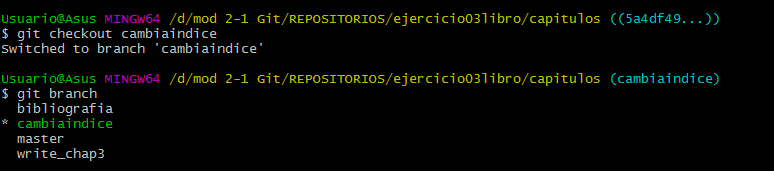 Usuario@Asus MINGW64 /d/mod 2-1 Git/REPOSITORIOS/ejercicio03libro/capitulos ((5a4df49...))
$ git checkout cambiaindice
Switched to branch 'cambiaindice'
Usuario@Asus MINGW64 /d/mod 2-1 Git/REPOSITORIOS/ejercicio03libro/capitulos (cambiaindice)
$ git branch
  bibliografia
* cambiaindice
  master
  write_chap3